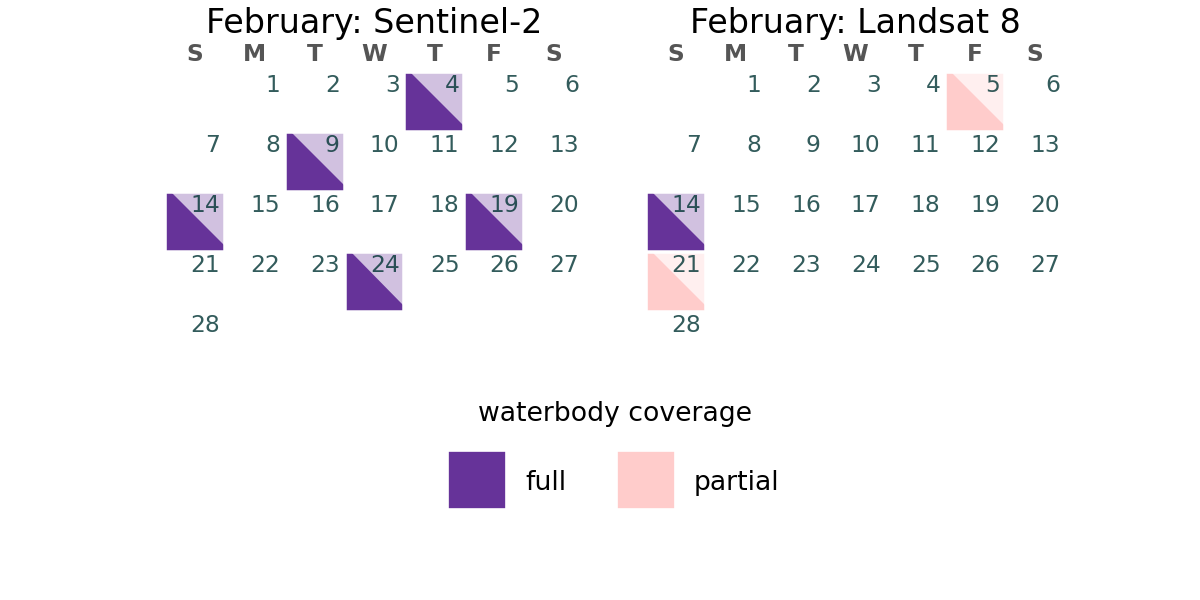 February: Sentinel-2
S M T W T F S
1 2 3 4 5 6
7 8 9 10 11 12 13
14 15 16 17 18 19 20
21 22 23 24 25 26 27
28
February: Landsat 8
S M T W T F S
1 2 3 4 5 6
7 8 9 10 11 12 13
14 15 16 17 18 19 20
21 22 23 24 25 26 27
28
waterbody coverage
full
partial